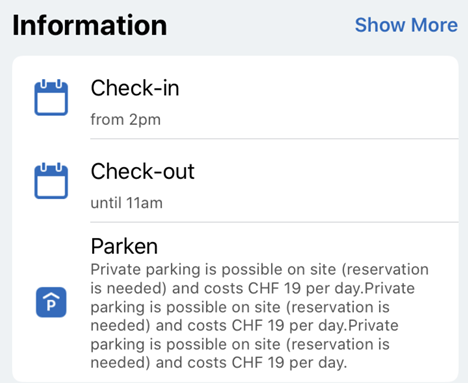 Information
Show More
Check-in
from 2pm
Check-out
until 11am
Parken
P
Private parking is possible on site (reservation
is needed) and costs CHF 19 per day.Private
parking is possible on site (reservation is
needed) and costs CHF 19 per day.Private
parking is possible on site (reservation is
needed) and costs CHF 19 per day.